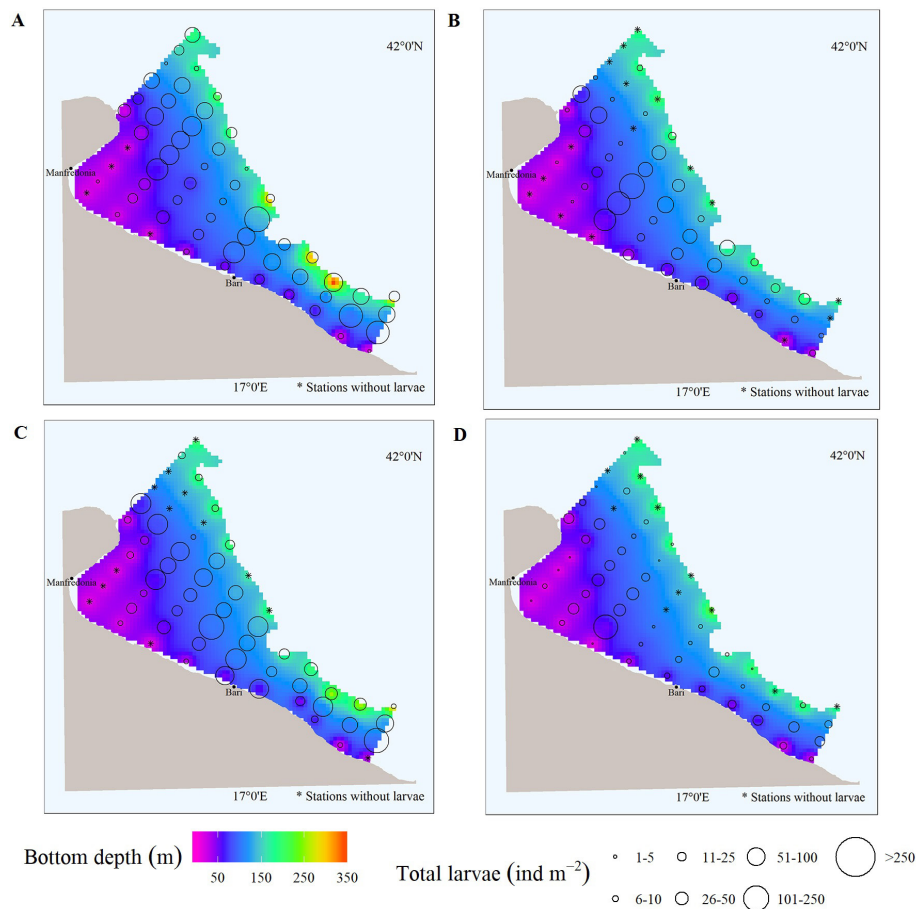 A
42°0'N
Manfredonia
Bari
17°0'E
* Stations without larvae
B
42°0'N
Manfredonia
Bari
17°0'E
* Stations without larvae
C
42°0'N
Manfredonia
Bari
17°0'E
* Stations without larvae
D
42°0'N
Manfredonia
Bari
17°0'E
* Stations without larvae
Bottom depth (m)
50 150 250 350
Total larvae (ind m⁻²)
1-5 11-25 51-100 >250
6-10 26-50 101-250